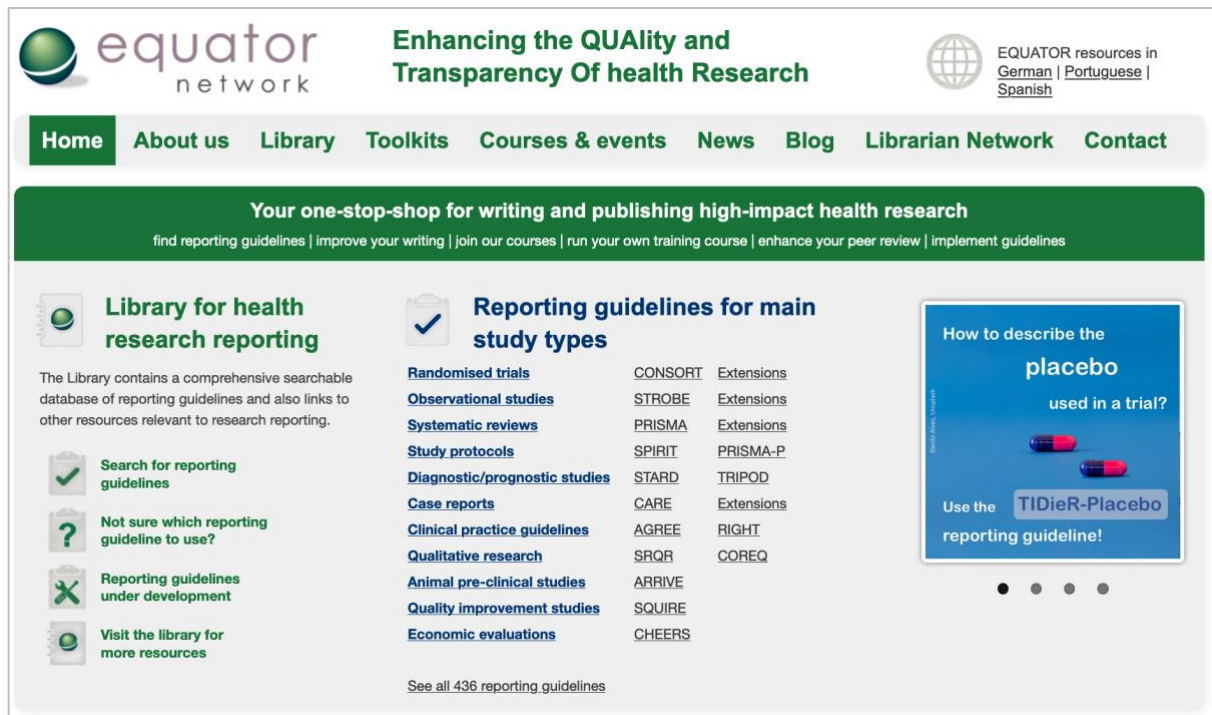 equator
network
Enhancing the QUAlity and
Transparency Of health Research
EQUATOR resources in
German | Portuguese |
Spanish
Home About us Library Toolkits Courses & events News Blog Librarian Network Contact
Your one-stop-shop for writing and publishing high-impact health research
find reporting guidelines | improve your writing | join our courses | run your own training course | enhance your peer review | implement guidelines
Library for health
research reporting
The Library contains a comprehensive searchable
database of reporting guidelines and also links to
other resources relevant to research reporting.
Search for reporting
guidelines
Not sure which reporting
guideline to use?
Reporting guidelines
under development
Visit the library for
more resources
Reporting guidelines for main
study types
Randomised trials CONSORT Extensions
Observational studies STROBE Extensions
Systematic reviews PRISMA Extensions
Study protocols SPIRIT PRISMA-P
Diagnostic/prognostic studies STARD TRIPOD
Case reports CARE Extensions
Clinical practice guidelines AGREE RIGHT
Qualitative research SRQR COREQ
Animal pre-clinical studies ARRIVE
Quality improvement studies SQUIRE
Economic evaluations CHEERS
See all 436 reporting guidelines
How to describe the
placebo
used in a trial?
Use the TIDieR-Placebo
reporting guideline!